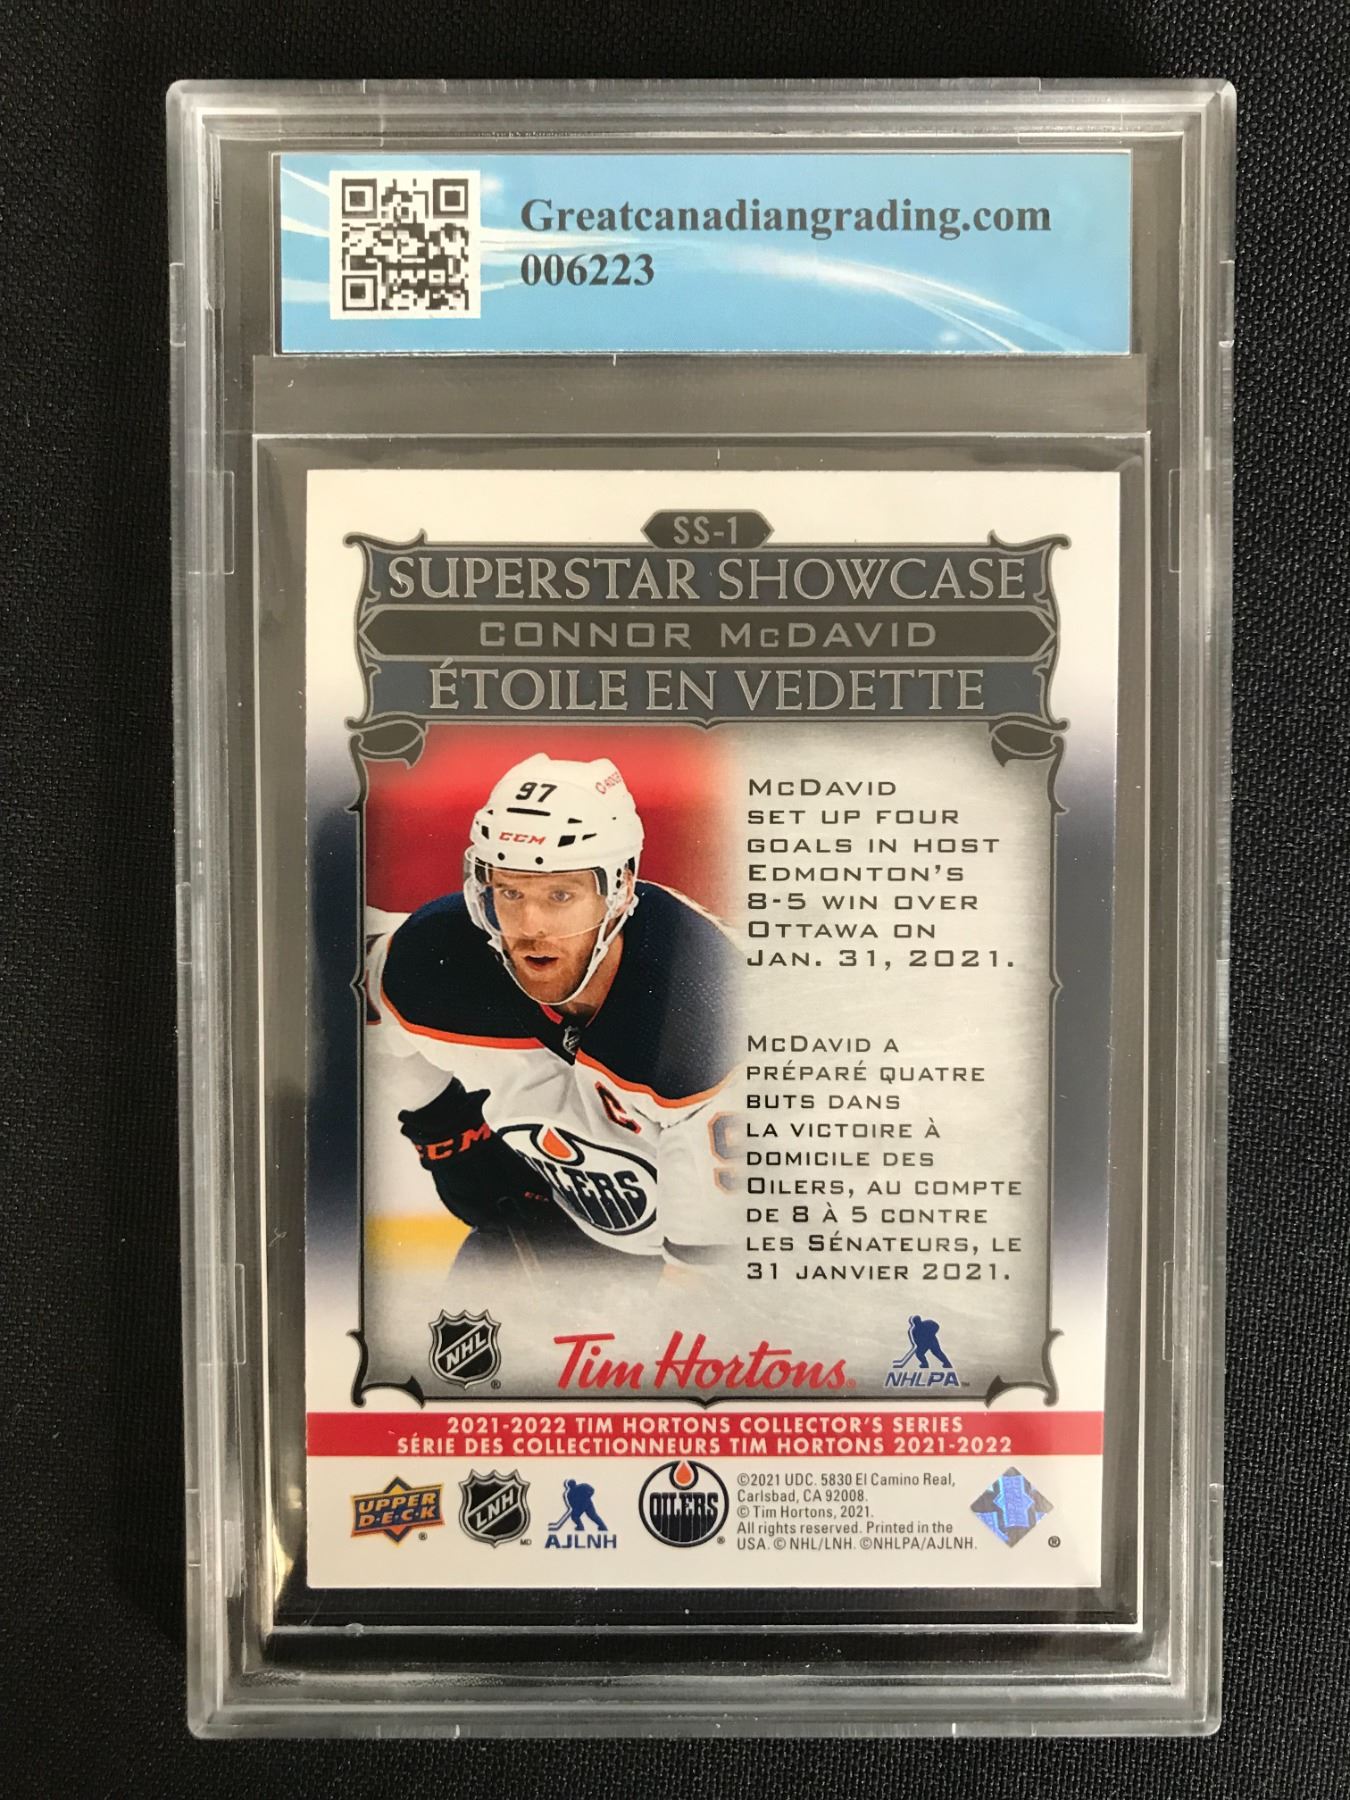 Greatcanadiangrading.com
006223
SS-1
SUPERSTAR SHOWCASE
CONNOR McDAVID
ÉTOILE EN VEDETTE
97
CCM
McDavid
set up four
goals in host
Edmonton's
8-5 win over
Ottawa on
Jan. 31, 2021.
McDavid a
préparé quatre
buts dans
la victoire à
domicile des
Oilers, au compte
de 8 à 5 contre
les Sénateurs, le
31 janvier 2021.
C
CCM
OILERS
NHL
®
Tim Hortons®
NHLPA™
2021-2022 TIM HORTONS COLLECTOR'S SERIES
SÉRIE DES COLLECTIONNEURS TIM HORTONS 2021-2022
UPPER
D·E·C·K
®
LNH
MD
AJLNH
OILERS
®
©2021 UDC. 5830 El Camino Real,
Carlsbad, CA 92008.
© Tim Hortons, 2021.
All rights reserved. Printed in the
USA. © NHL/LNH. ©NHLPA/AJLNH.
®